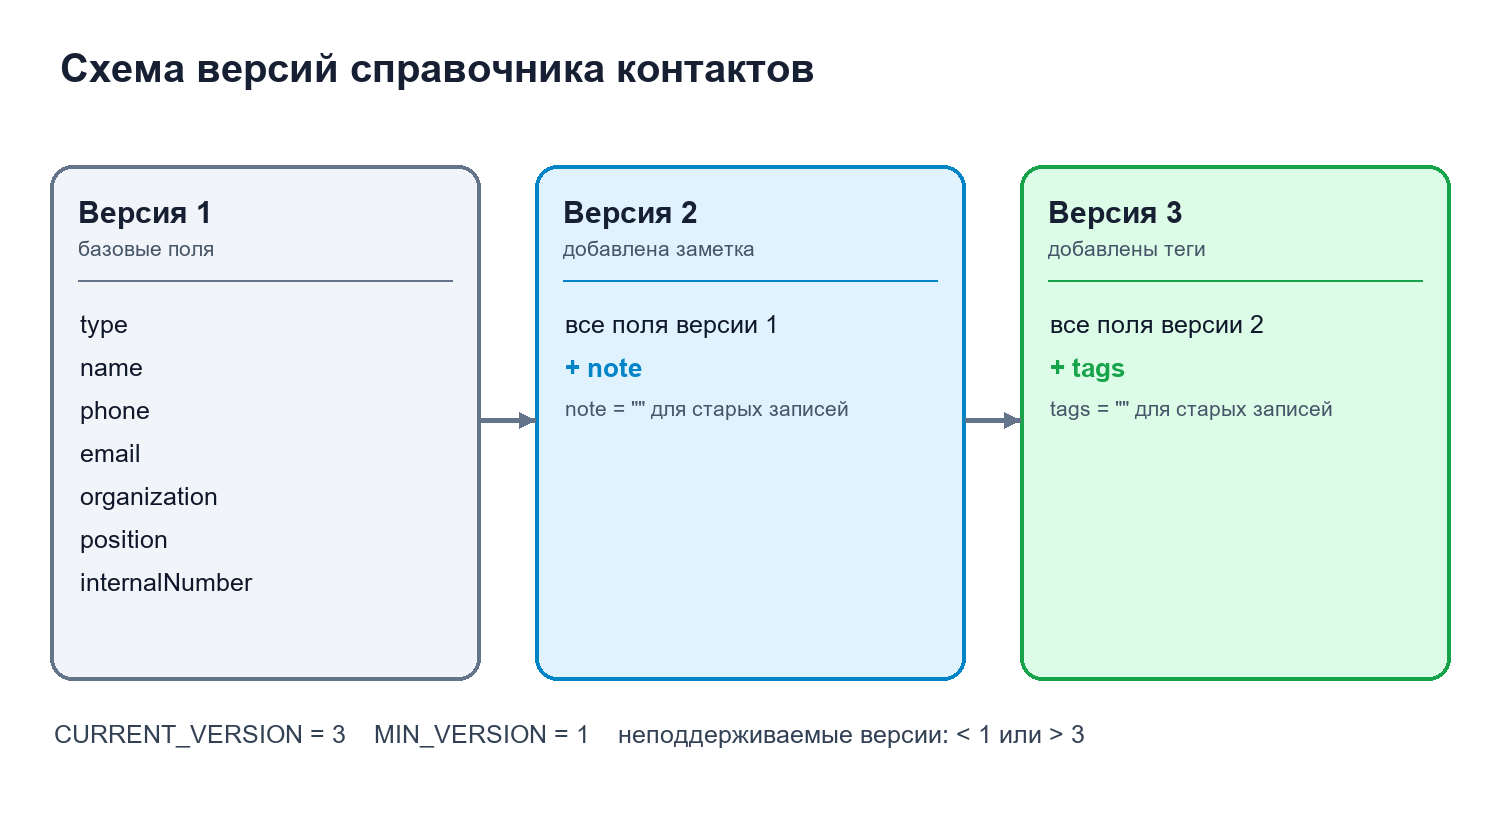 Схема версий справочника контактов
Версия 1
базовые поля
type
name
phone
email
organization
position
internalNumber
Версия 2
добавлена заметка
все поля версии 1
+ note
note = "" для старых записей
Версия 3
добавлены теги
все поля версии 2
+ tags
tags = "" для старых записей
CURRENT_VERSION = 3 MIN_VERSION = 1 неподдерживаемые версии: < 1 или > 3